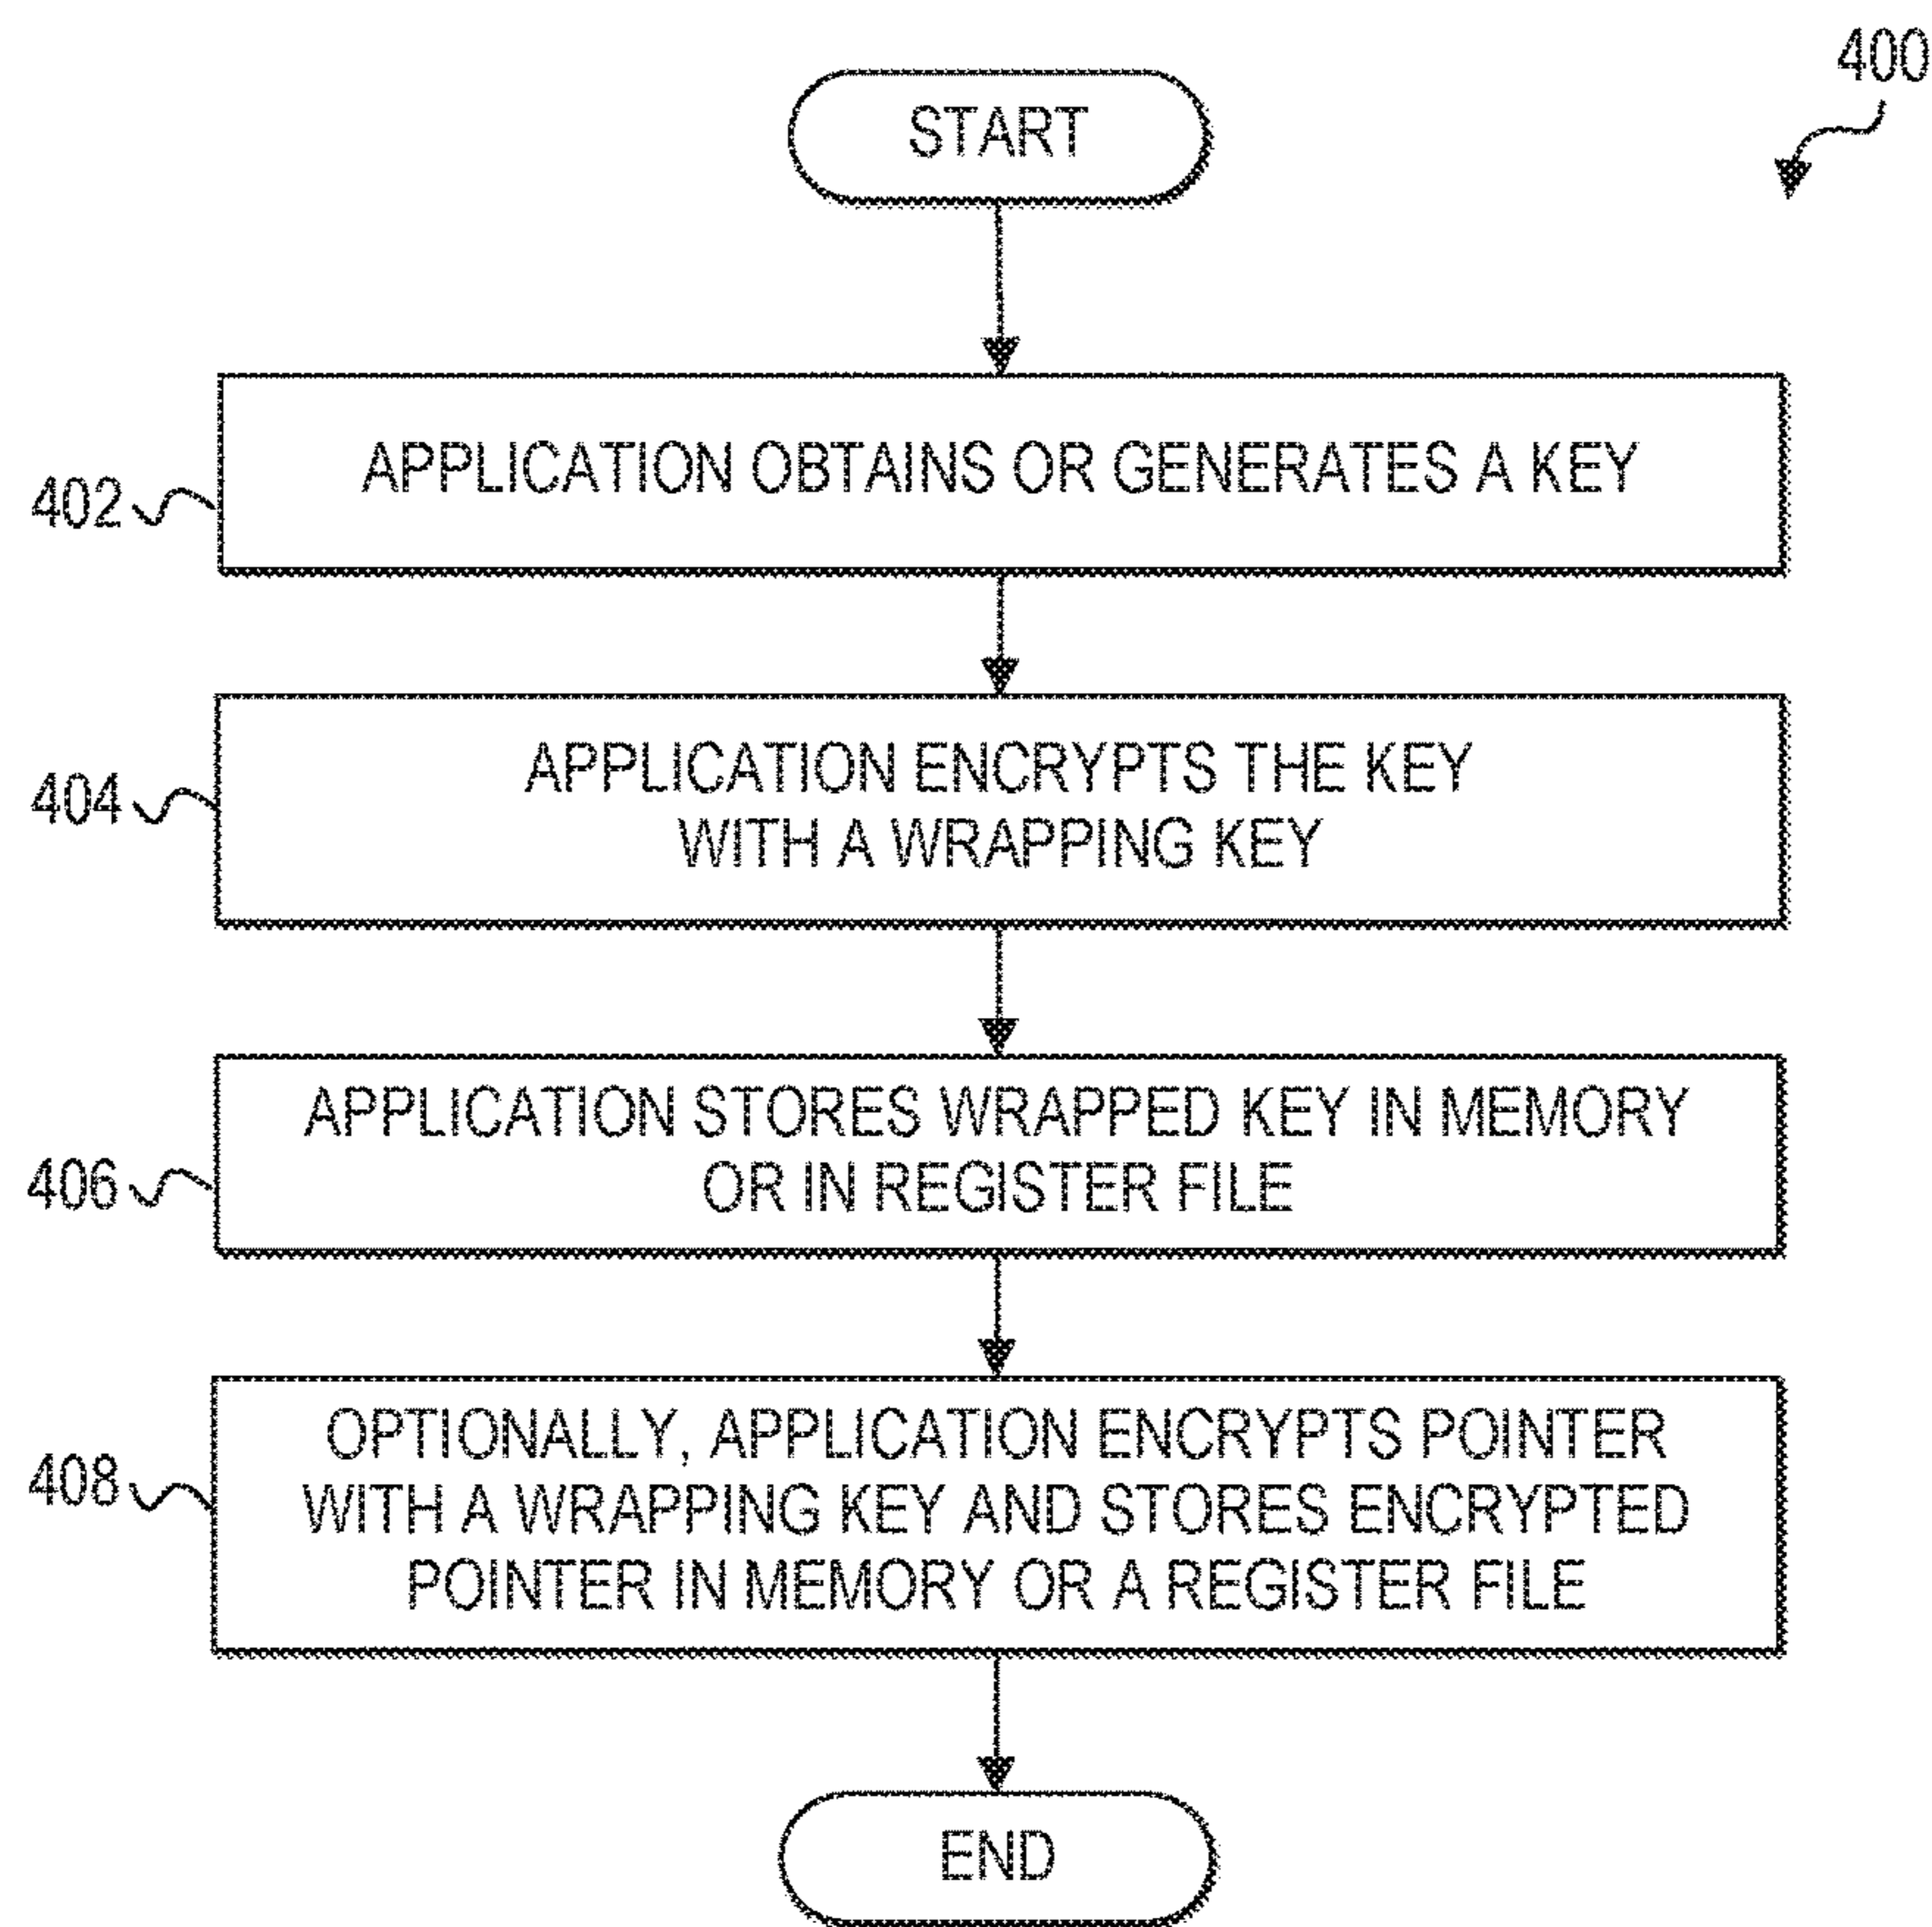 400
START
402
APPLICATION OBTAINS OR GENERATES A KEY
404
APPLICATION ENCRYPTS THE KEY
WITH A WRAPPING KEY
406
APPLICATION STORES WRAPPED KEY IN MEMORY
OR IN REGISTER FILE
408
OPTIONALLY, APPLICATION ENCRYPTS POINTER
WITH A WRAPPING KEY AND STORES ENCRYPTED
POINTER IN MEMORY OR A REGISTER FILE
END